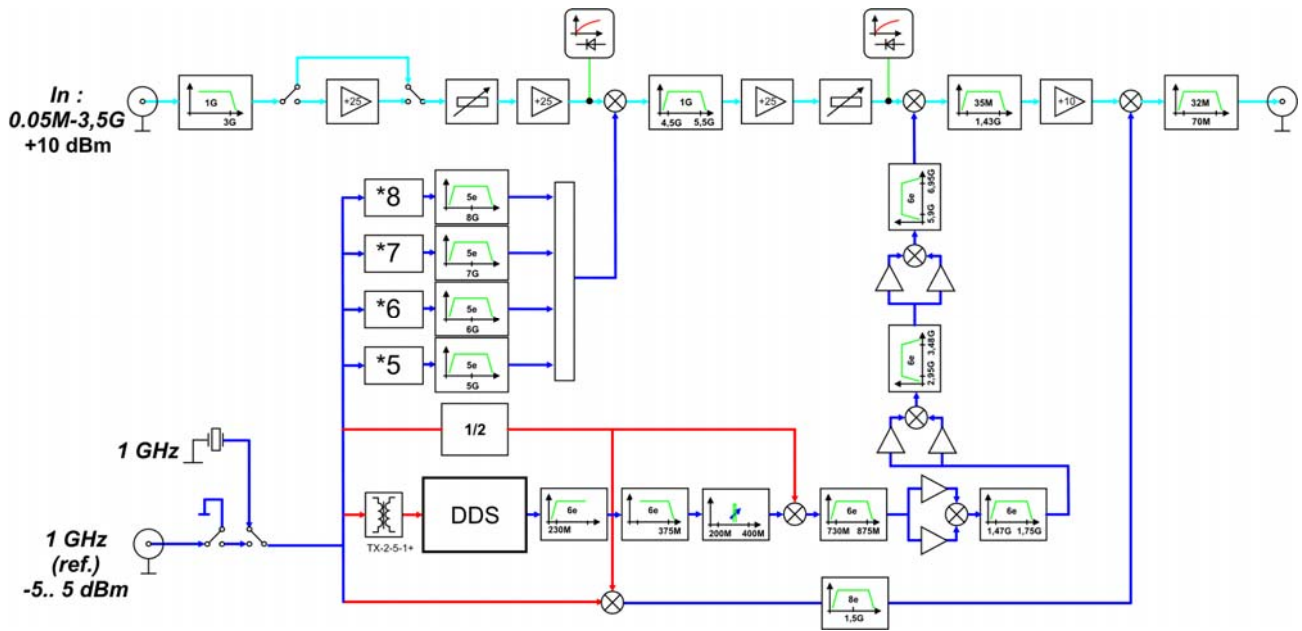 In :
0.05M-3,5G
+10 dBm
1G
3G
+25
+25
1G
4,5G 5,5G
+25
35M
1,43G
+10
32M
70M
*8
5e
8G
*7
5e
7G
*6
5e
6G
*5
5e
5G
6e
5,9G 6,95G
6e
2,95G 3,48G
1/2
1 GHz
1 GHz
(ref.)
-5.. 5 dBm
TX-2-5-1+
DDS
6e
230M
6e
375M
200M 400M
6e
730M 875M
6e
1,47G 1,75G
8e
1,5G